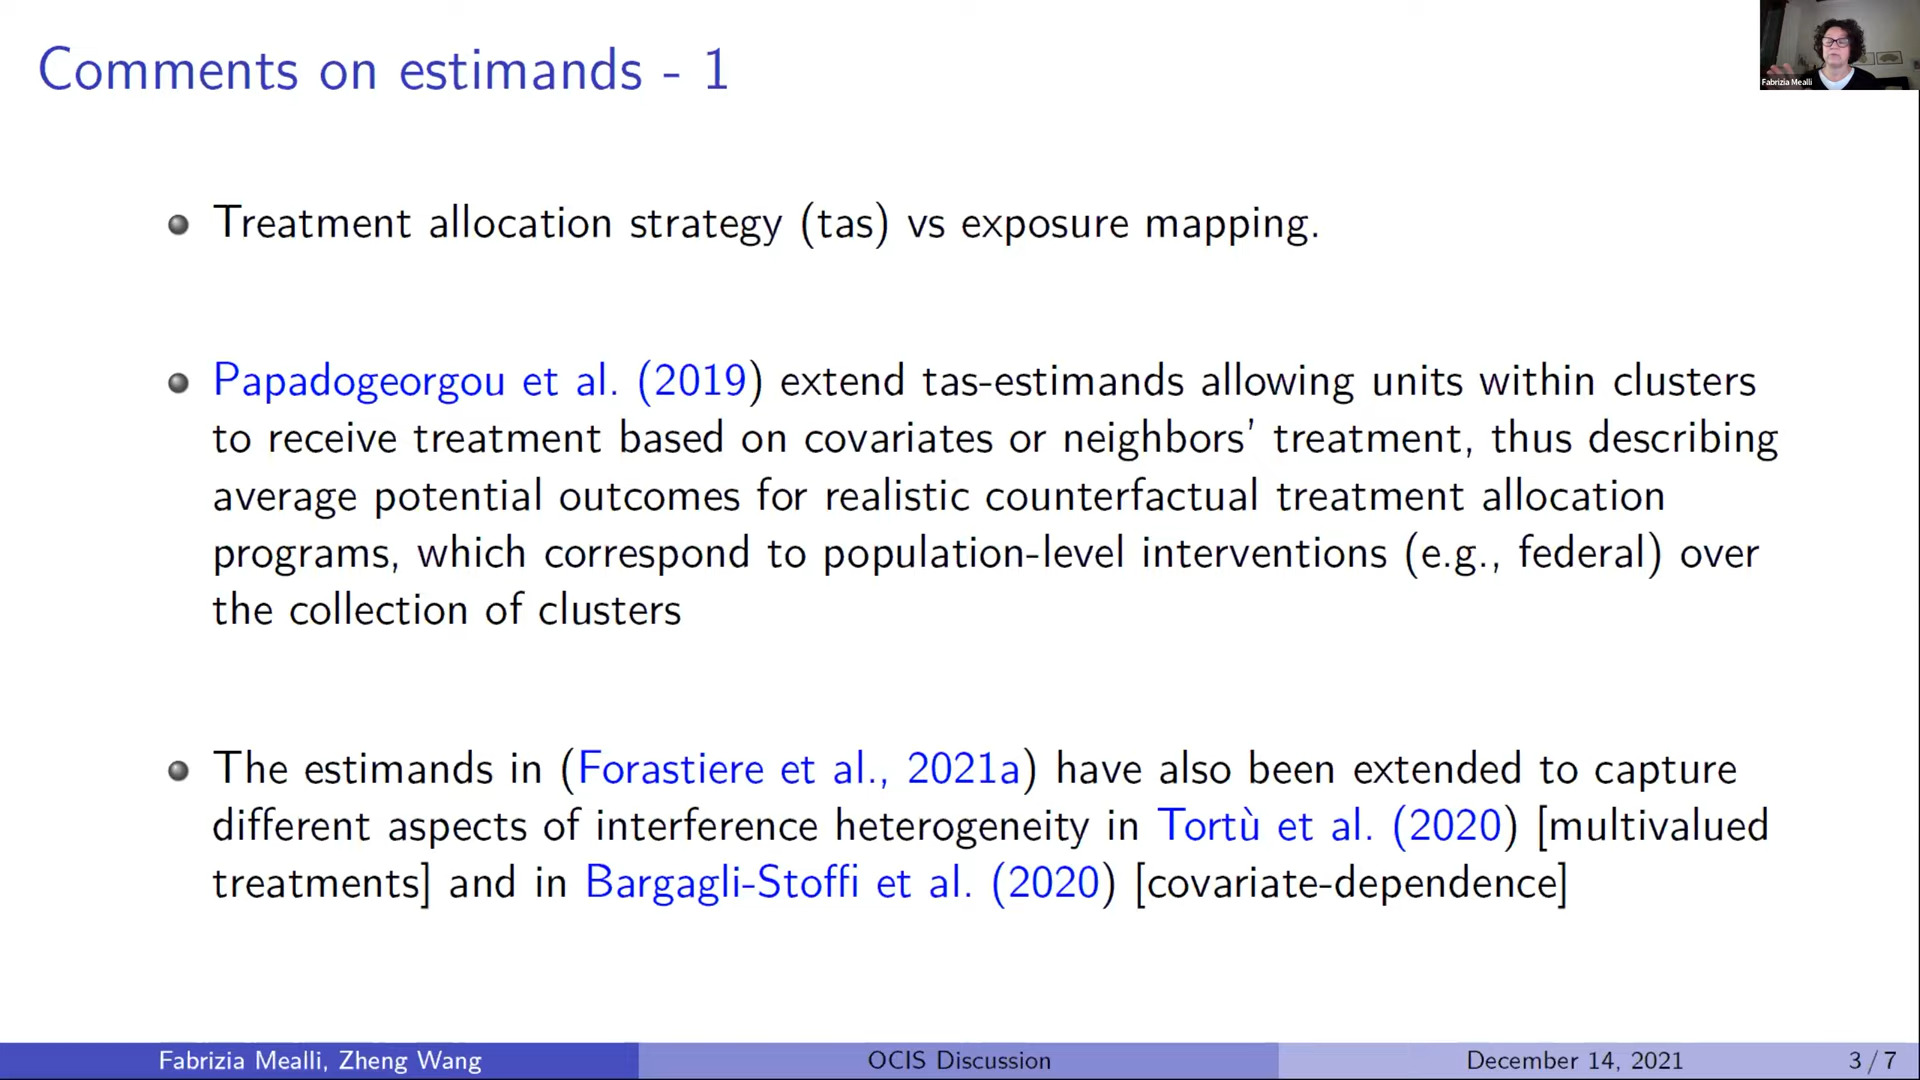 Comments on estimands - 1
Fabrizia Mealli
Treatment allocation strategy (tas) vs exposure mapping.
Papadogeorgou et al. (2019) extend tas-estimands allowing units within clusters
to receive treatment based on covariates or neighbors’ treatment, thus describing
average potential outcomes for realistic counterfactual treatment allocation
programs, which correspond to population-level interventions (e.g., federal) over
the collection of clusters
The estimands in (Forastiere et al., 2021a) have also been extended to capture
different aspects of interference heterogeneity in Tortù et al. (2020) [multivalued
treatments] and in Bargagli-Stoffi et al. (2020) [covariate-dependence]
Fabrizia Mealli, Zheng Wang OCIS Discussion December 14, 2021 3 / 7